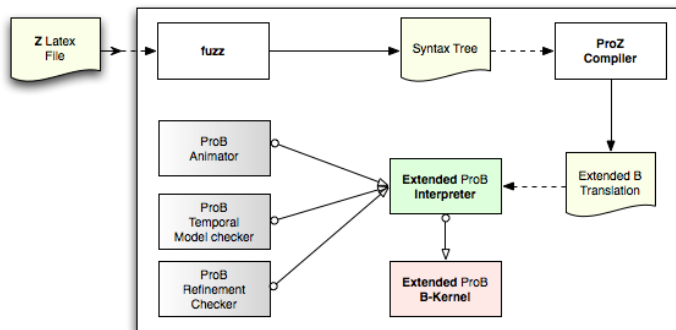 Z Latex
File
fuzz
Syntax Tree
ProZ
Compiler
ProB
Animator
ProB
Temporal
Model checker
ProB
Refinement
Checker
Extended ProB
Interpreter
Extended B
Translation
Extended ProB
B-Kernel